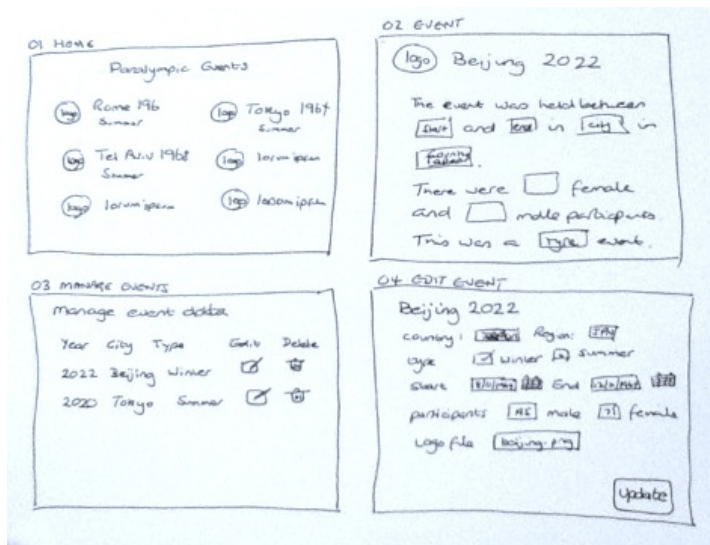 01 HOME
Paralympic Events
logo Rome 196 logo Tokyo 1964
Summer Summer
logo Tel Aviv 1968 logo lorum ipsum
Summer
logo lorum ipsum logo lorom ipsum
02 EVENT
logo Beijing 2022
The event was held between
start and end in city in
There were female
and male participants.
This was a type event.
03 MANAGE EVENTS
Manage event data
Year City Type Edit Delete
2022 Beijing Winter
2020 Tokyo Summer
04 EDIT EVENT
Beijing 2022
country: Region:
type winter summer
Start End
participants male female
Logo file beijing.png
Update